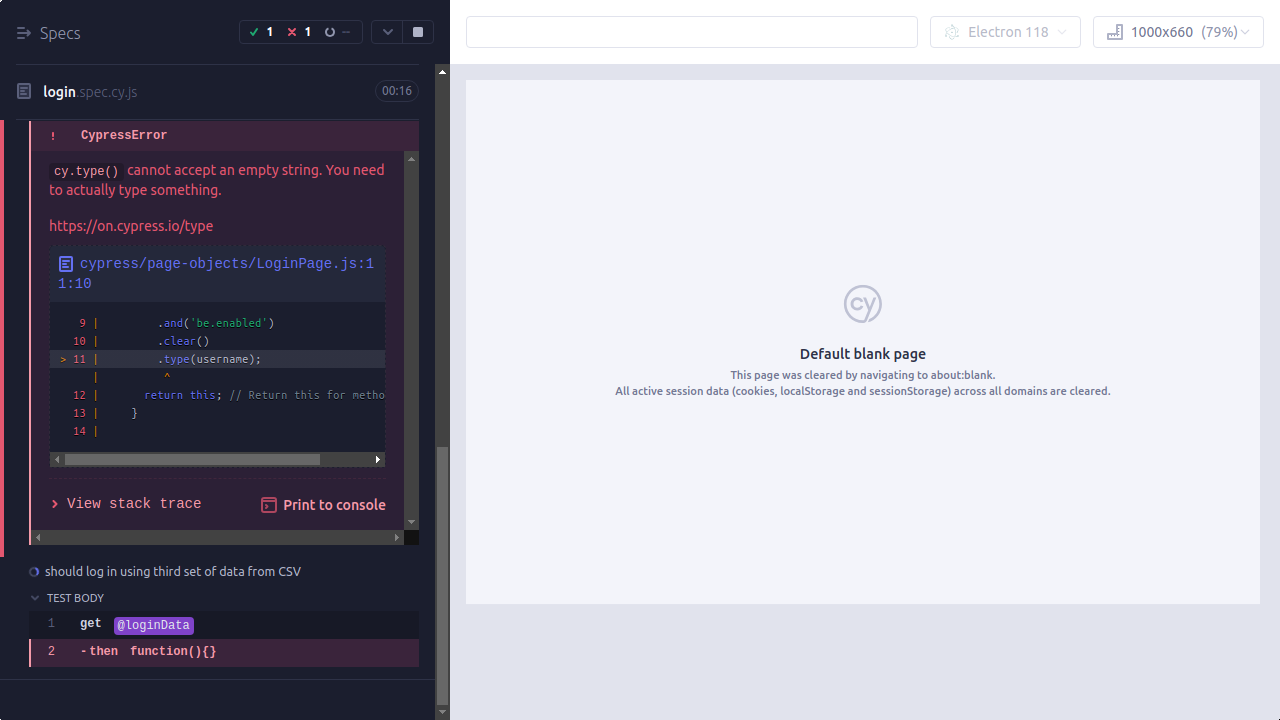 Specs
1 1 --
Electron 118
1000x660 (79%)
login.spec.cy.js
00:16
! CypressError
cy.type() cannot accept an empty string. You need
to actually type something.
https://on.cypress.io/type
cypress/page-objects/LoginPage.js:1
1:10
9 | .and('be.enabled')
10 | .clear()
> 11 | .type(username);
| ^
12 | return this; // Return this for metho
13 | }
14 |
View stack trace
Print to console
should log in using third set of data from CSV
TEST BODY
1 get @loginData
2 -then function(){}
cy
Default blank page
This page was cleared by navigating to about:blank.
All active session data (cookies, localStorage and sessionStorage) across all domains are cleared.